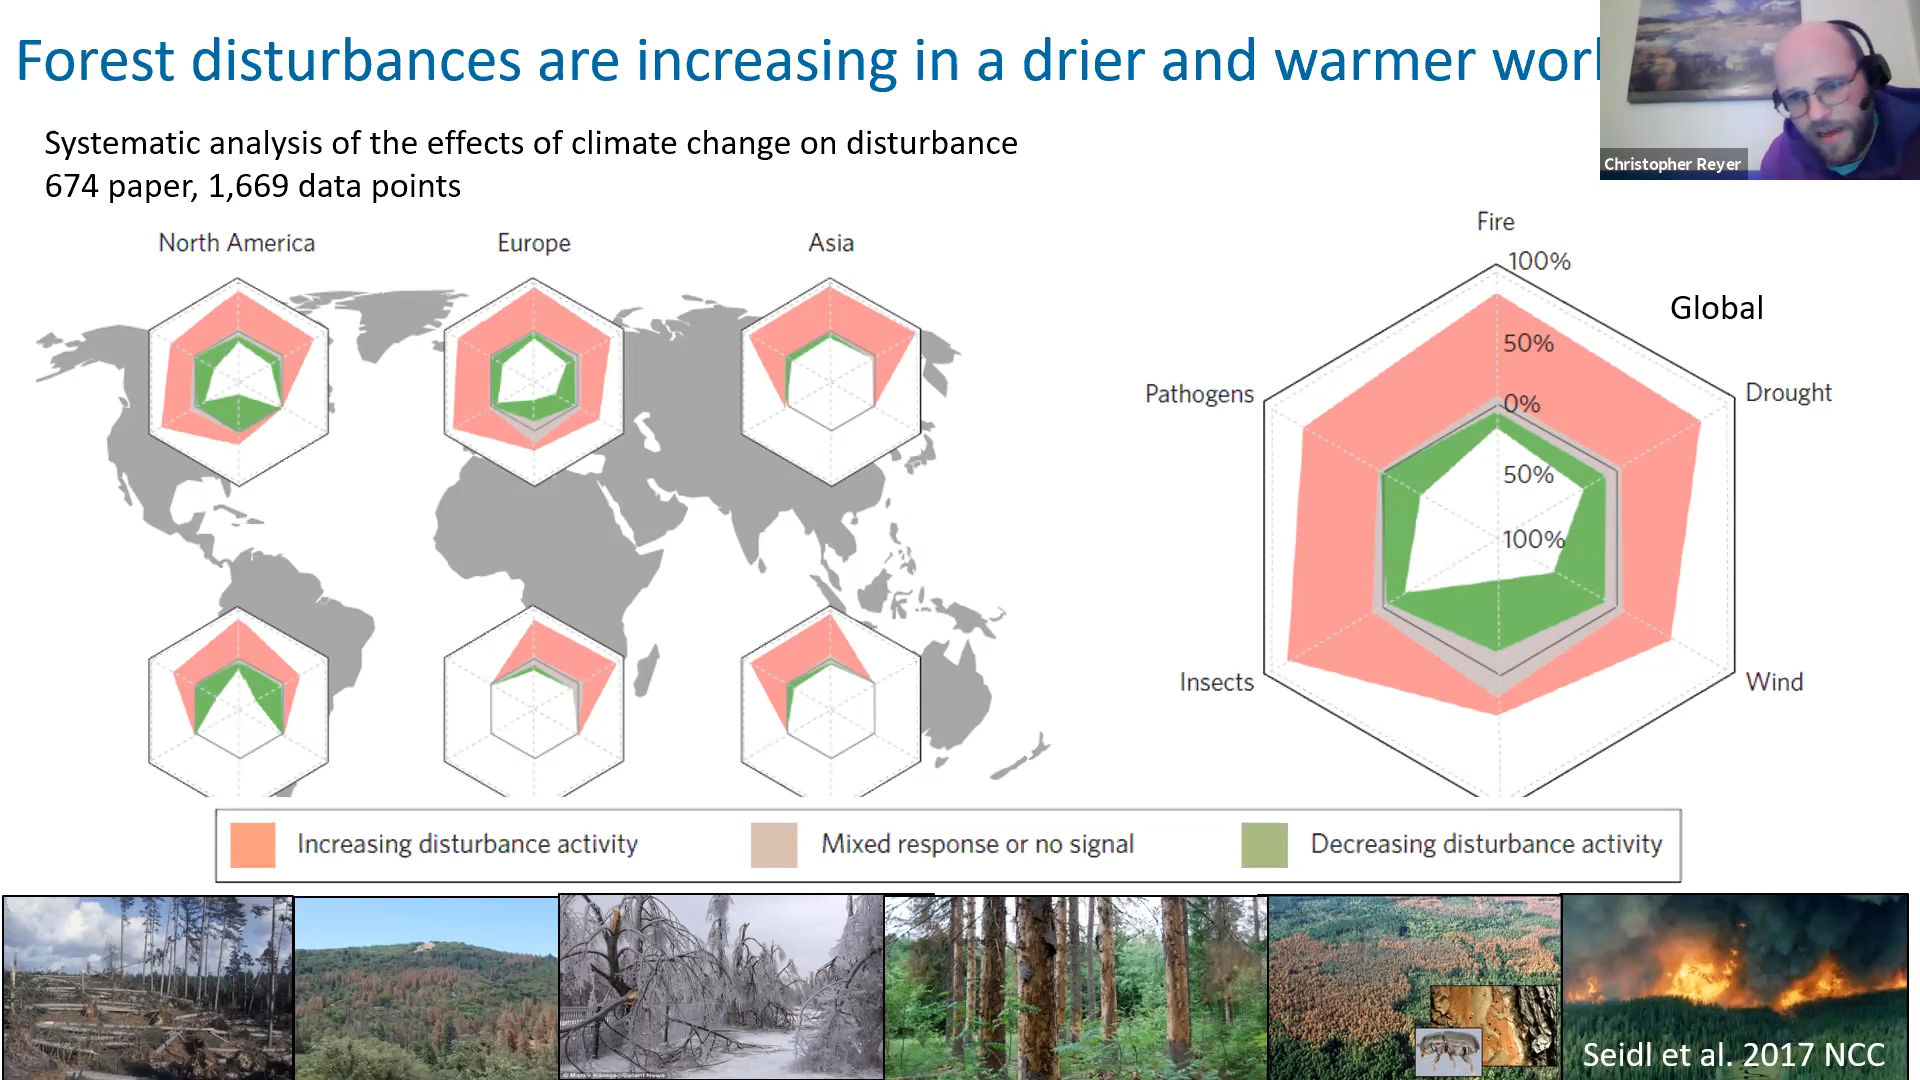 Forest disturbances are increasing in a drier and warmer worl
Christopher Reyer
Systematic analysis of the effects of climate change on disturbance
674 paper, 1,669 data points
North America
Europe
Asia
Fire
100%
Global
50%
Pathogens
Drought
0%
50%
100%
Insects
Wind
Increasing disturbance activity
Mixed response or no signal
Decreasing disturbance activity
Seidl et al. 2017 NCC